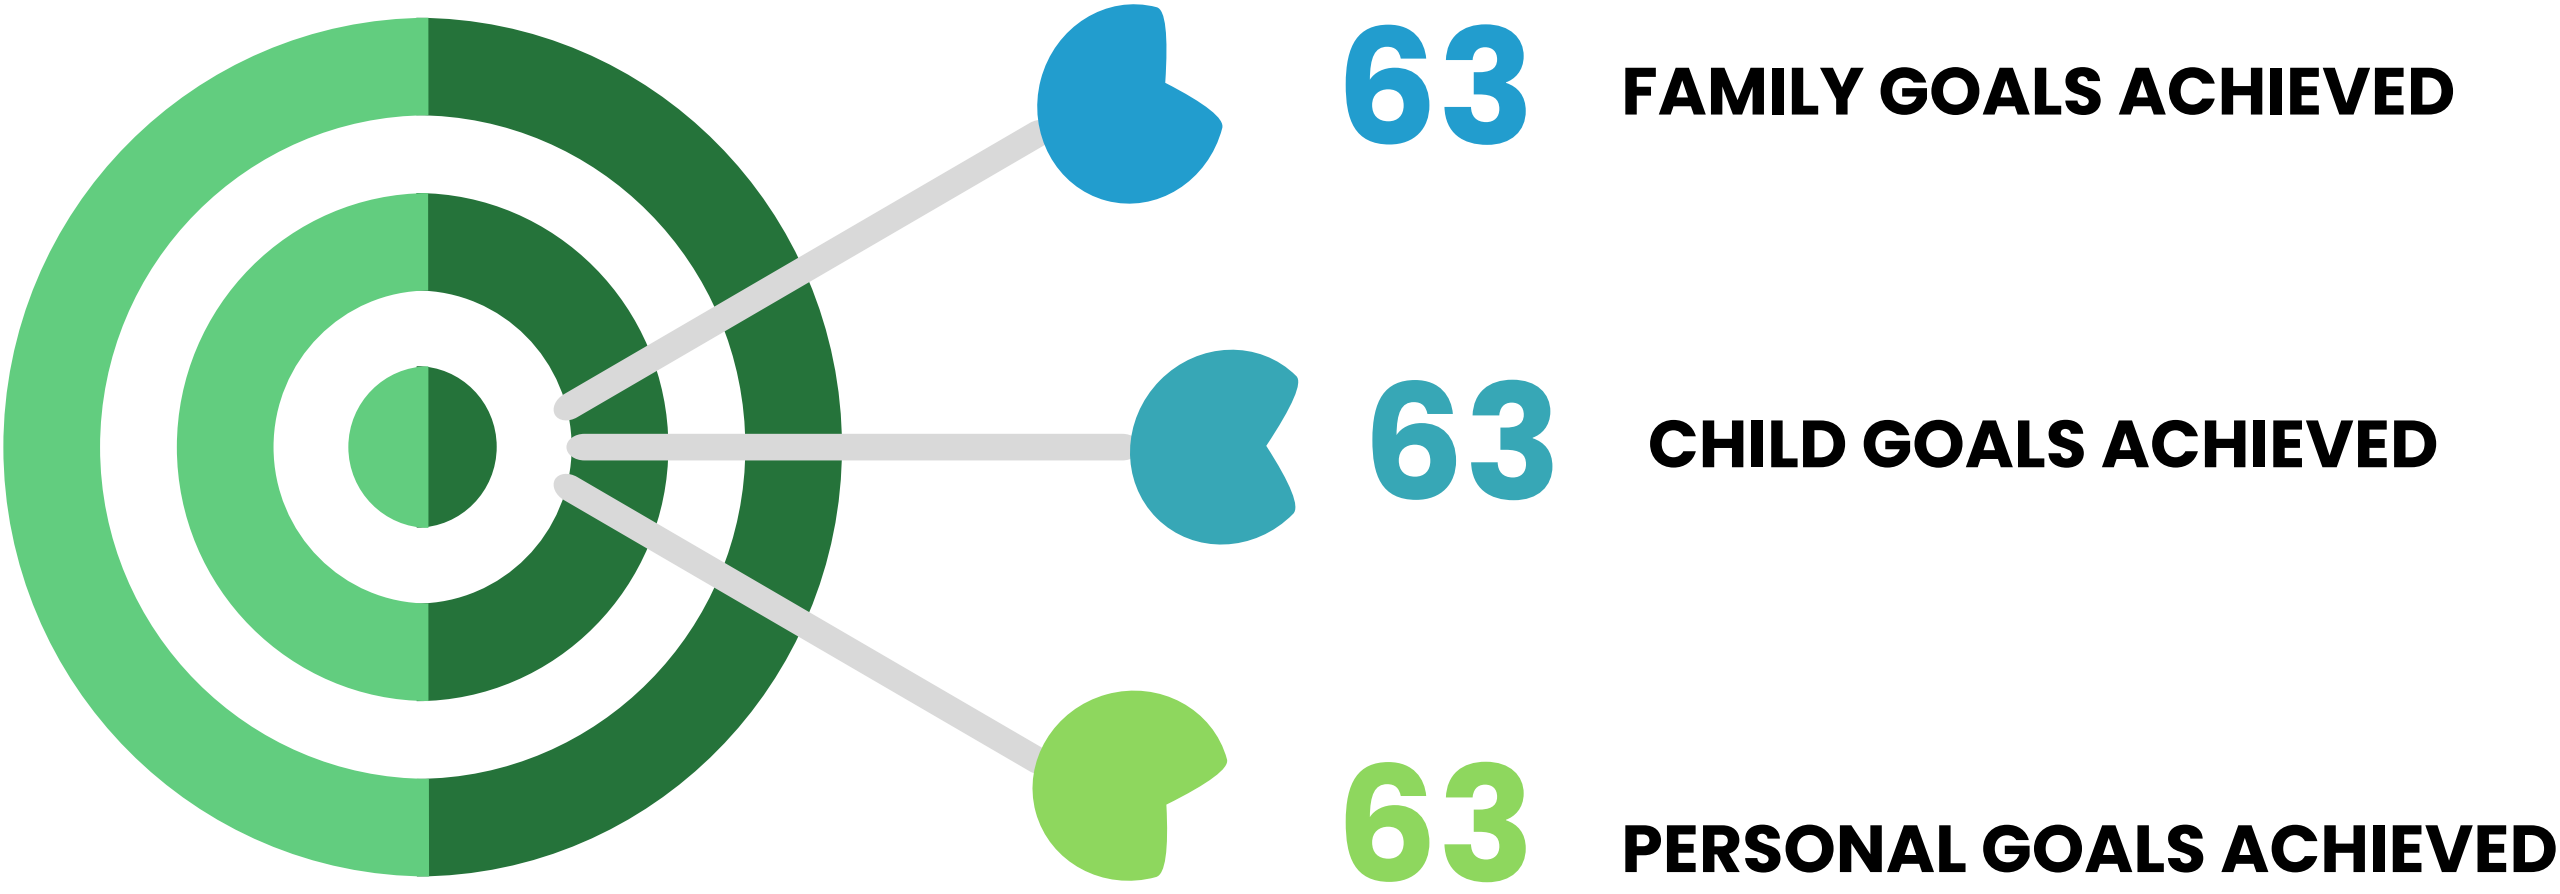 63 FAMILY GOALS ACHIEVED
63 CHILD GOALS ACHIEVED
63 PERSONAL GOALS ACHIEVED